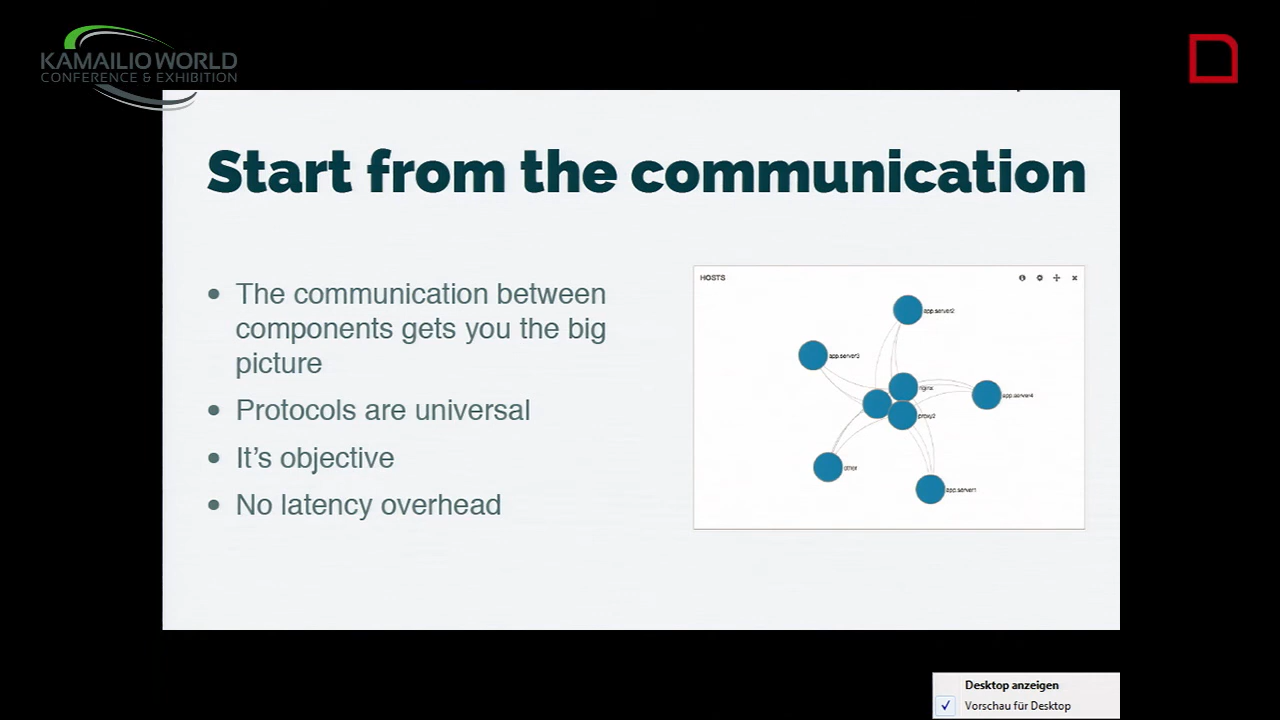 KAMAILIO WORLD
CONFERENCE & EXHIBITION
Start from the communication
• The communication between
components gets you the big
picture
• Protocols are universal
• It’s objective
• No latency overhead
HOSTS
app.server2
app.server3
nginx
app.server4
proxy2
other
app.server1
Desktop anzeigen
Vorschau für Desktop